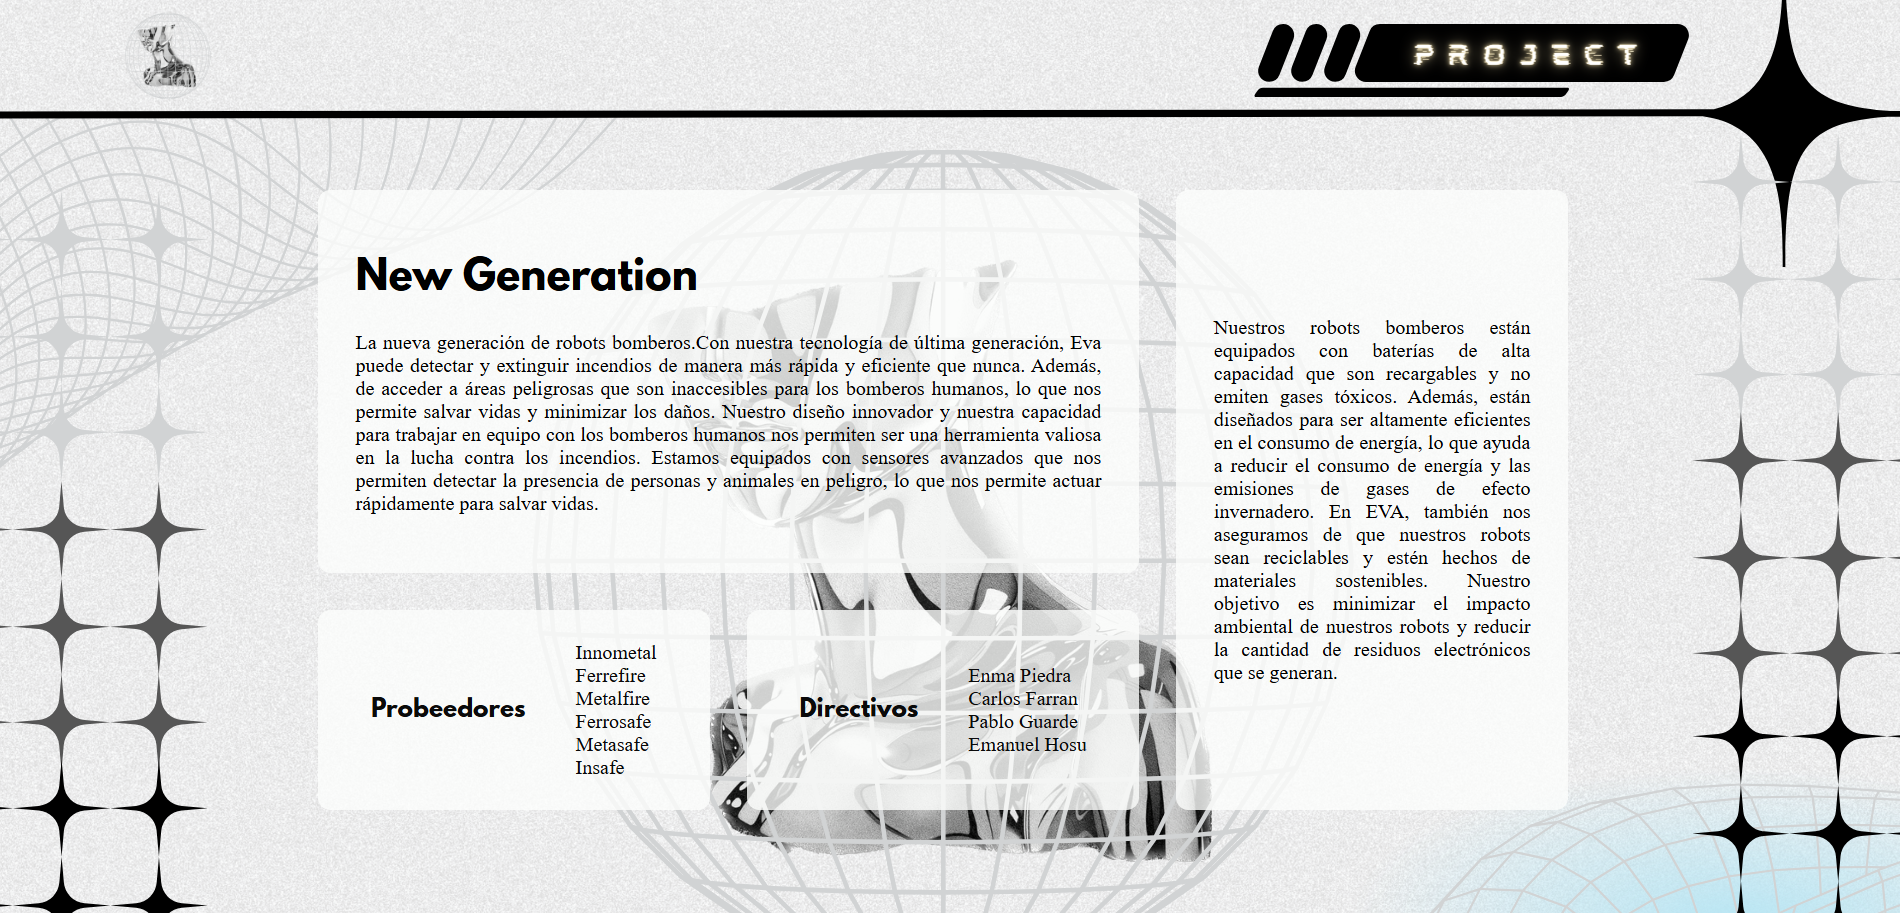 PROJECT
New Generation
La nueva generación de robots bomberos.Con nuestra tecnología de última generación, Eva
puede detectar y extinguir incendios de manera más rápida y eficiente que nunca. Además,
de acceder a áreas peligrosas que son inaccesibles para los bomberos humanos, lo que nos
permite salvar vidas y minimizar los daños. Nuestro diseño innovador y nuestra capacidad
para trabajar en equipo con los bomberos humanos nos permiten ser una herramienta valiosa
en la lucha contra los incendios. Estamos equipados con sensores avanzados que nos
permiten detectar la presencia de personas y animales en peligro, lo que nos permite actuar
rápidamente para salvar vidas.
Nuestros robots bomberos están
equipados con baterías de alta
capacidad que son recargables y no
emiten gases tóxicos. Además, están
diseñados para ser altamente eficientes
en el consumo de energía, lo que ayuda
a reducir el consumo de energía y las
emisiones de gases de efecto
invernadero. En EVA, también nos
aseguramos de que nuestros robots
sean reciclables y estén hechos de
materiales sostenibles. Nuestro
objetivo es minimizar el impacto
ambiental de nuestros robots y reducir
la cantidad de residuos electrónicos
que se generan.
Probeedores
Innometal
Ferrefire
Metalfire
Ferrosafe
Metasafe
Insafe
Directivos
Enma Piedra
Carlos Farran
Pablo Guarde
Emanuel Hosu